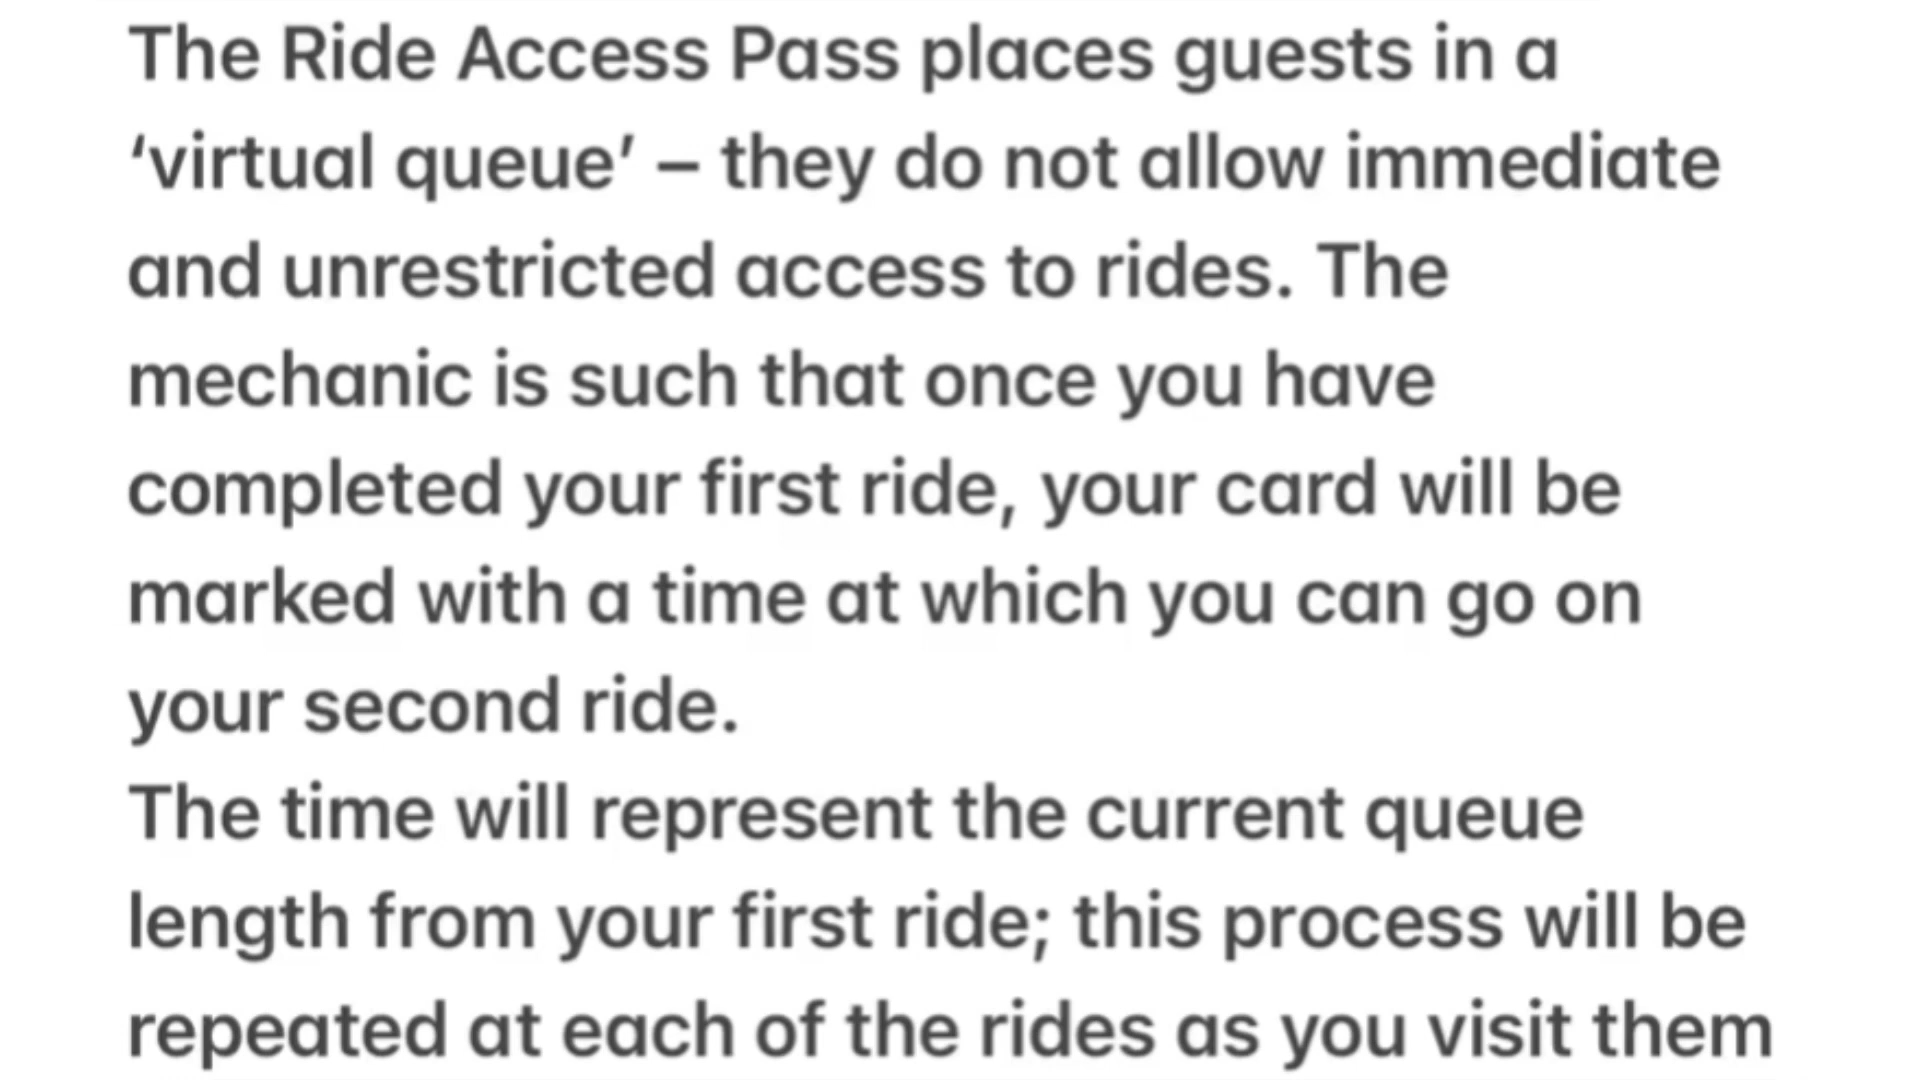 The Ride Access Pass places guests in a
‘virtual queue’ – they do not allow immediate
and unrestricted access to rides. The
mechanic is such that once you have
completed your first ride, your card will be
marked with a time at which you can go on
your second ride.
The time will represent the current queue
length from your first ride; this process will be
repeated at each of the rides as you visit them